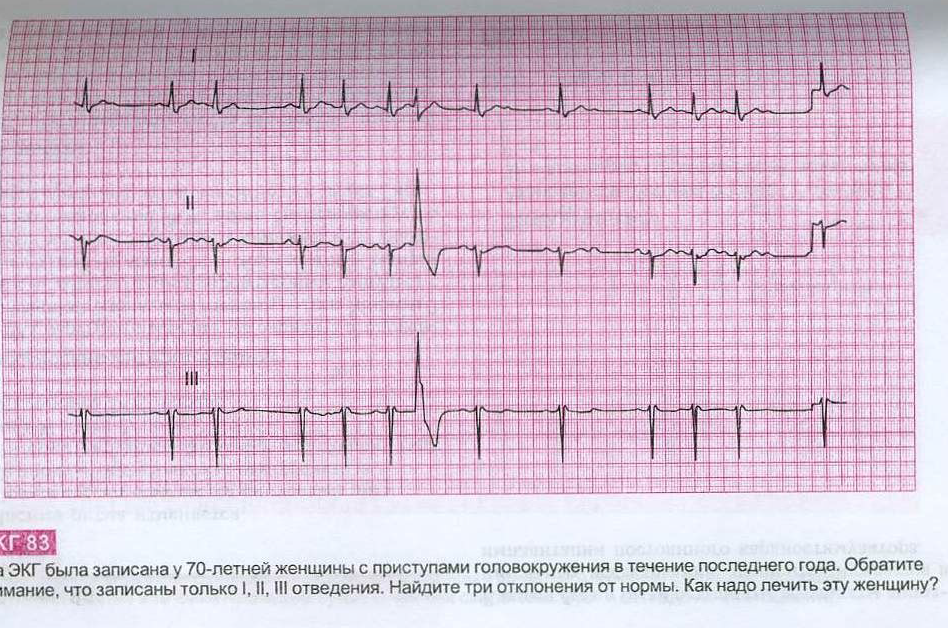 I
II
III
КГ 83
ЭКГ была записана у 70-летней женщины с приступами головокружения в течение последнего года. Обратите
имание, что записаны только I, II, III отведения. Найдите три отклонения от нормы. Как надо лечить эту женщину?